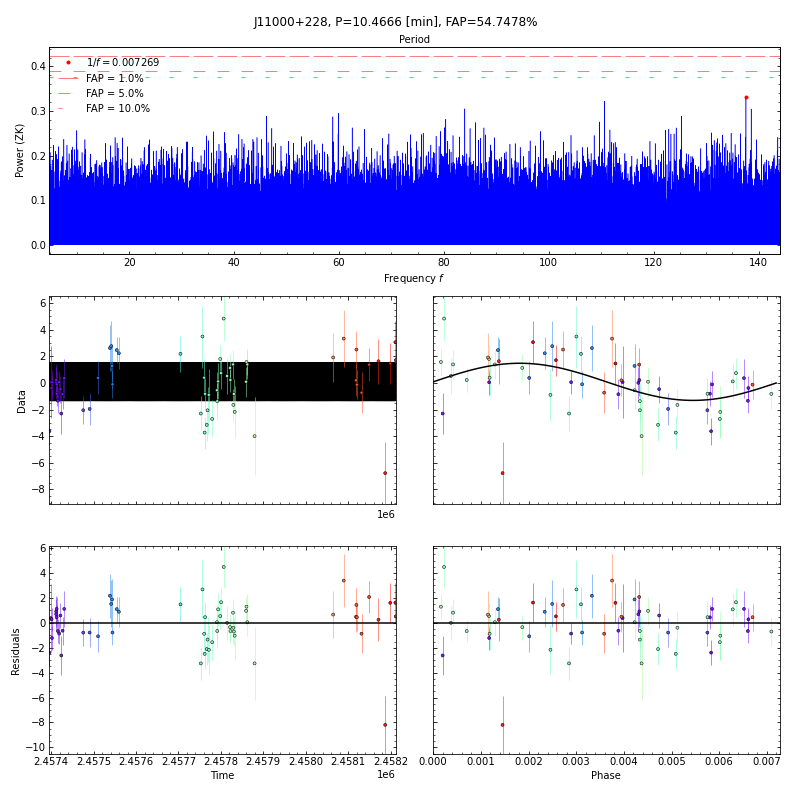 J11000+228, P=10.4666 [min], FAP=54.7478%
Period
Power (ZK)
0.4
0.3
0.2
0.1
0.0
1/f = 0.007269
FAP = 1.0%
FAP = 5.0%
FAP = 10.0%
20 40 60 80 100 120 140
Frequency f
Data
6
4
2
0
−2
−4
−6
−8
1e6
Residuals
6
4
2
0
−2
−4
−6
−8
−10
2.4574 2.4575 2.4576 2.4577 2.4578 2.4579 2.4580 2.4581 2.4582
Time
1e6
0.000 0.001 0.002 0.003 0.004 0.005 0.006 0.007
Phase